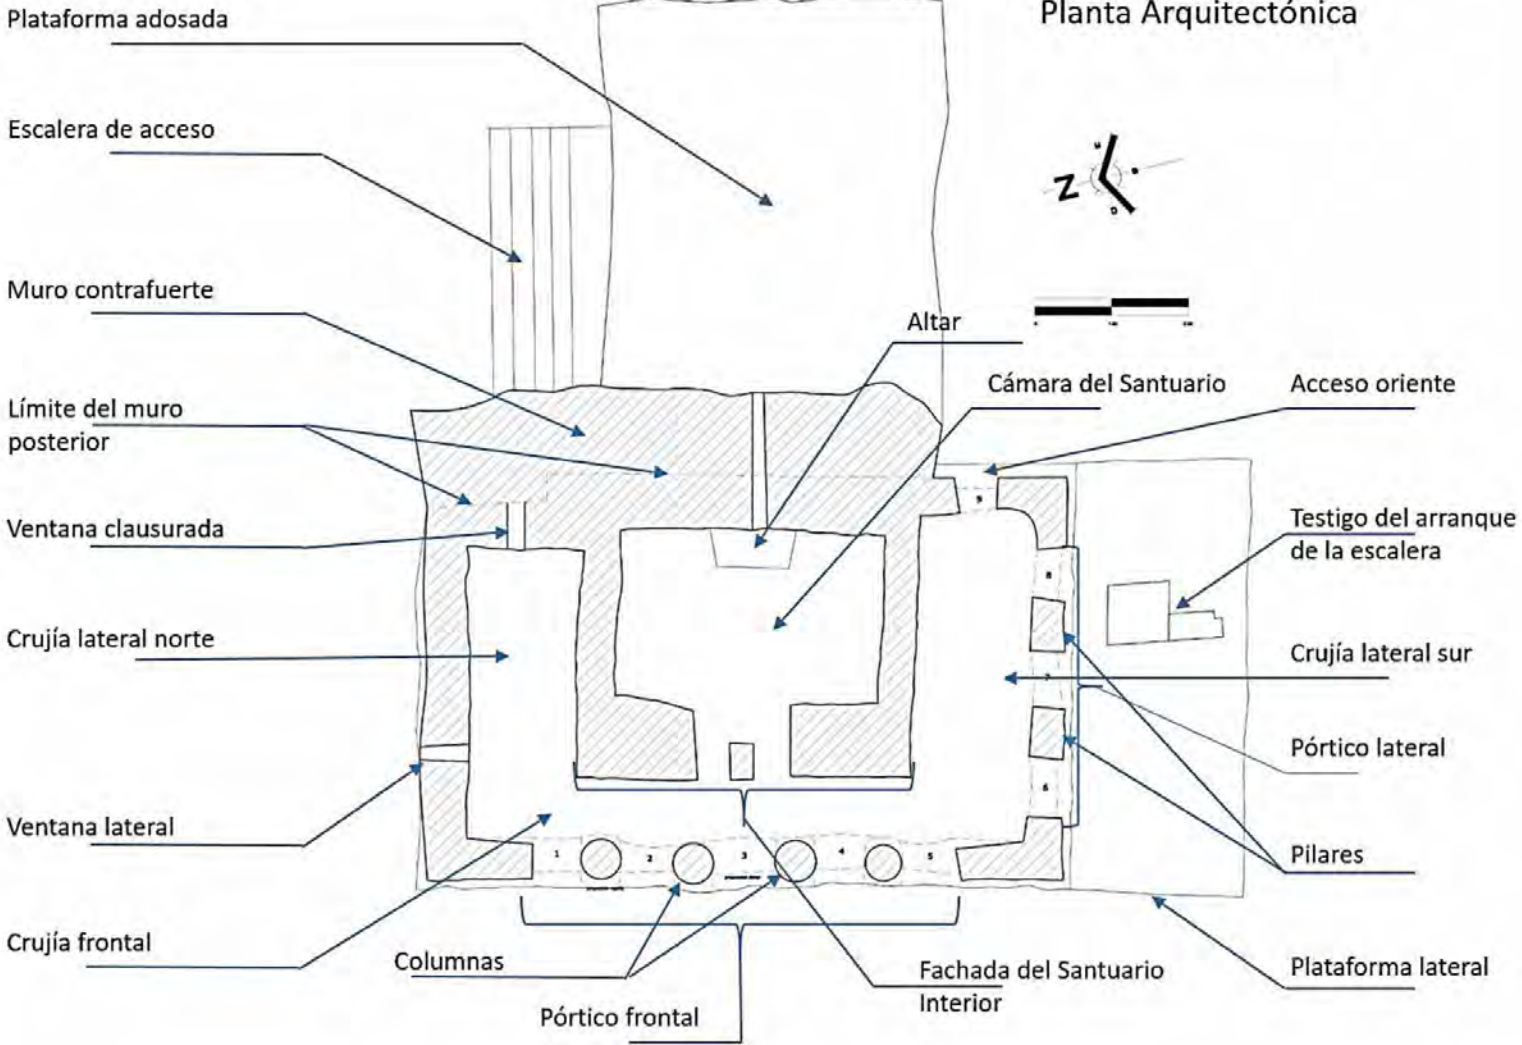 Plataforma adosada
Planta Arquitectónica
Escalera de acceso
Z
Muro contrafuerte
Altar
Cámara del Santuario
Acceso oriente
Límite del muro
posterior
9
Testigo del arranque
de la escalera
Ventana clausurada
8
Crujía lateral norte
Crujía lateral sur
7
Pórtico lateral
6
Ventana lateral
1
2
3
4
5
Pilares
Crujía frontal
Columnas
Fachada del Santuario
Interior
Plataforma lateral
Pórtico frontal